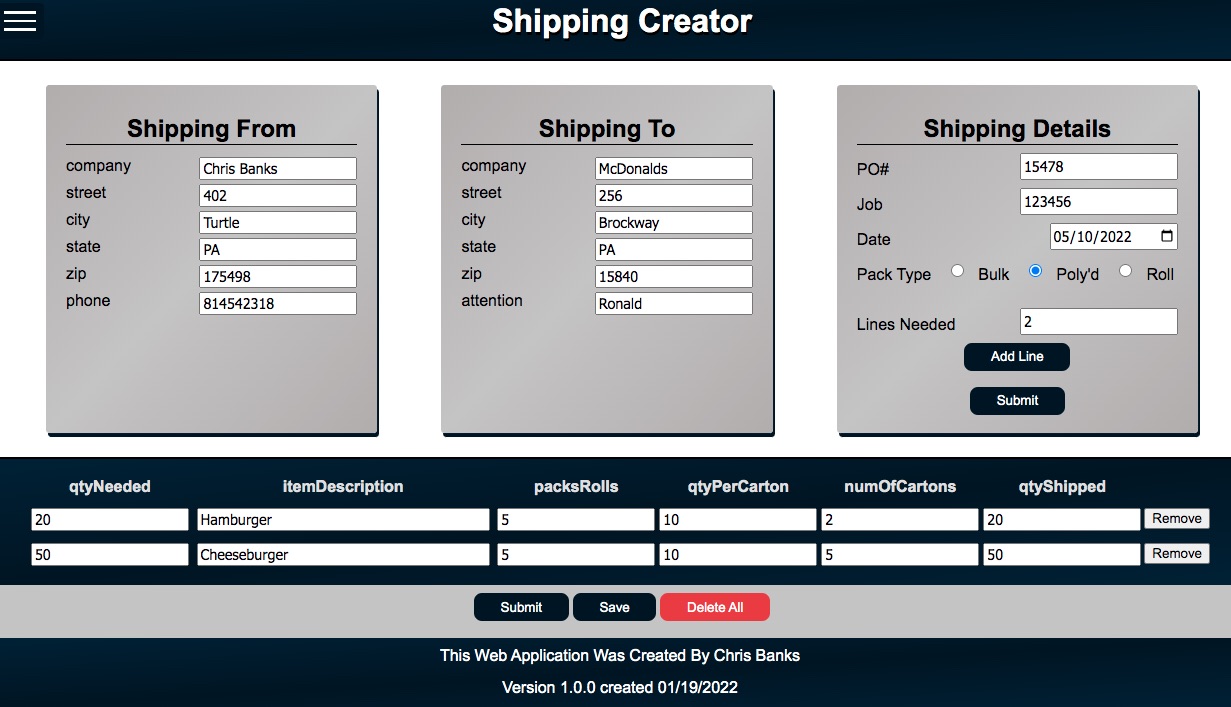 Shipping Creator
Shipping From
company Chris Banks
street 402
city Turtle
state PA
zip 175498
phone 814542318
Shipping To
company McDonalds
street 256
city Brockway
state PA
zip 15840
attention Ronald
Shipping Details
PO# 15478
Job 123456
Date 05/10/2022
Pack Type Bulk Poly'd Roll
Lines Needed 2
Add Line
Submit
qtyNeeded itemDescription packsRolls qtyPerCarton numOfCartons qtyShipped
20 Hamburger 5 10 2 20 Remove
50 Cheeseburger 5 10 5 50 Remove
Submit Save Delete All
This Web Application Was Created By Chris Banks
Version 1.0.0 created 01/19/2022